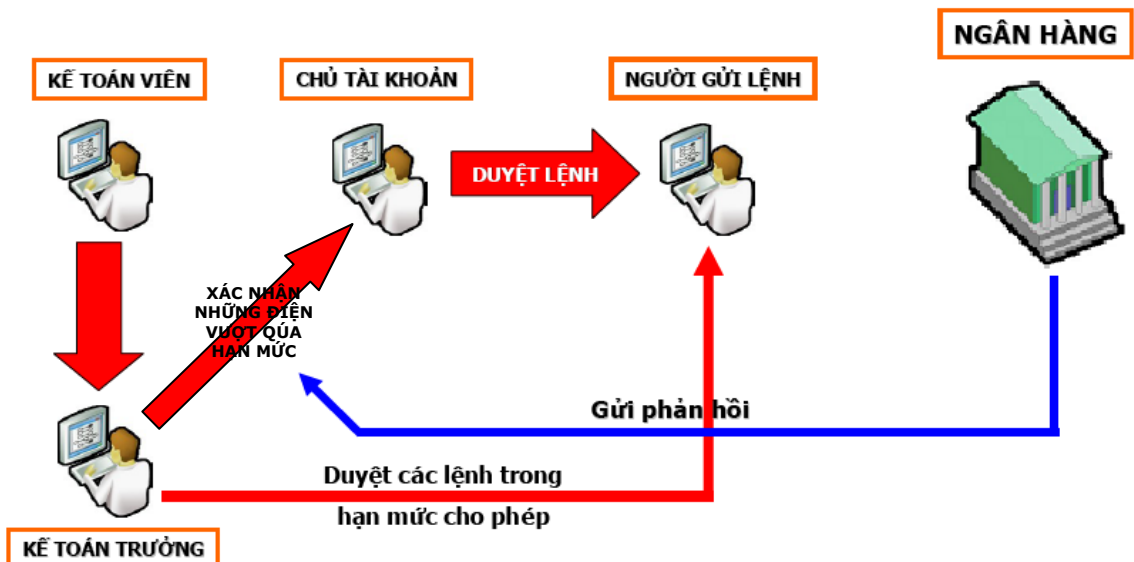 NGÂN HÀNG
KẾ TOÁN VIÊN
CHỦ TÀI KHOẢN
NGƯỜI GỬI LỆNH
DUYỆT LỆNH
XÁC NHẬN
NHỮNG ĐIỆN
VƯỢT QÚA
HẠN MỨC
Gửi phản hồi
Duyệt các lệnh trong
hạn mức cho phép
KẾ TOÁN TRƯỞNG